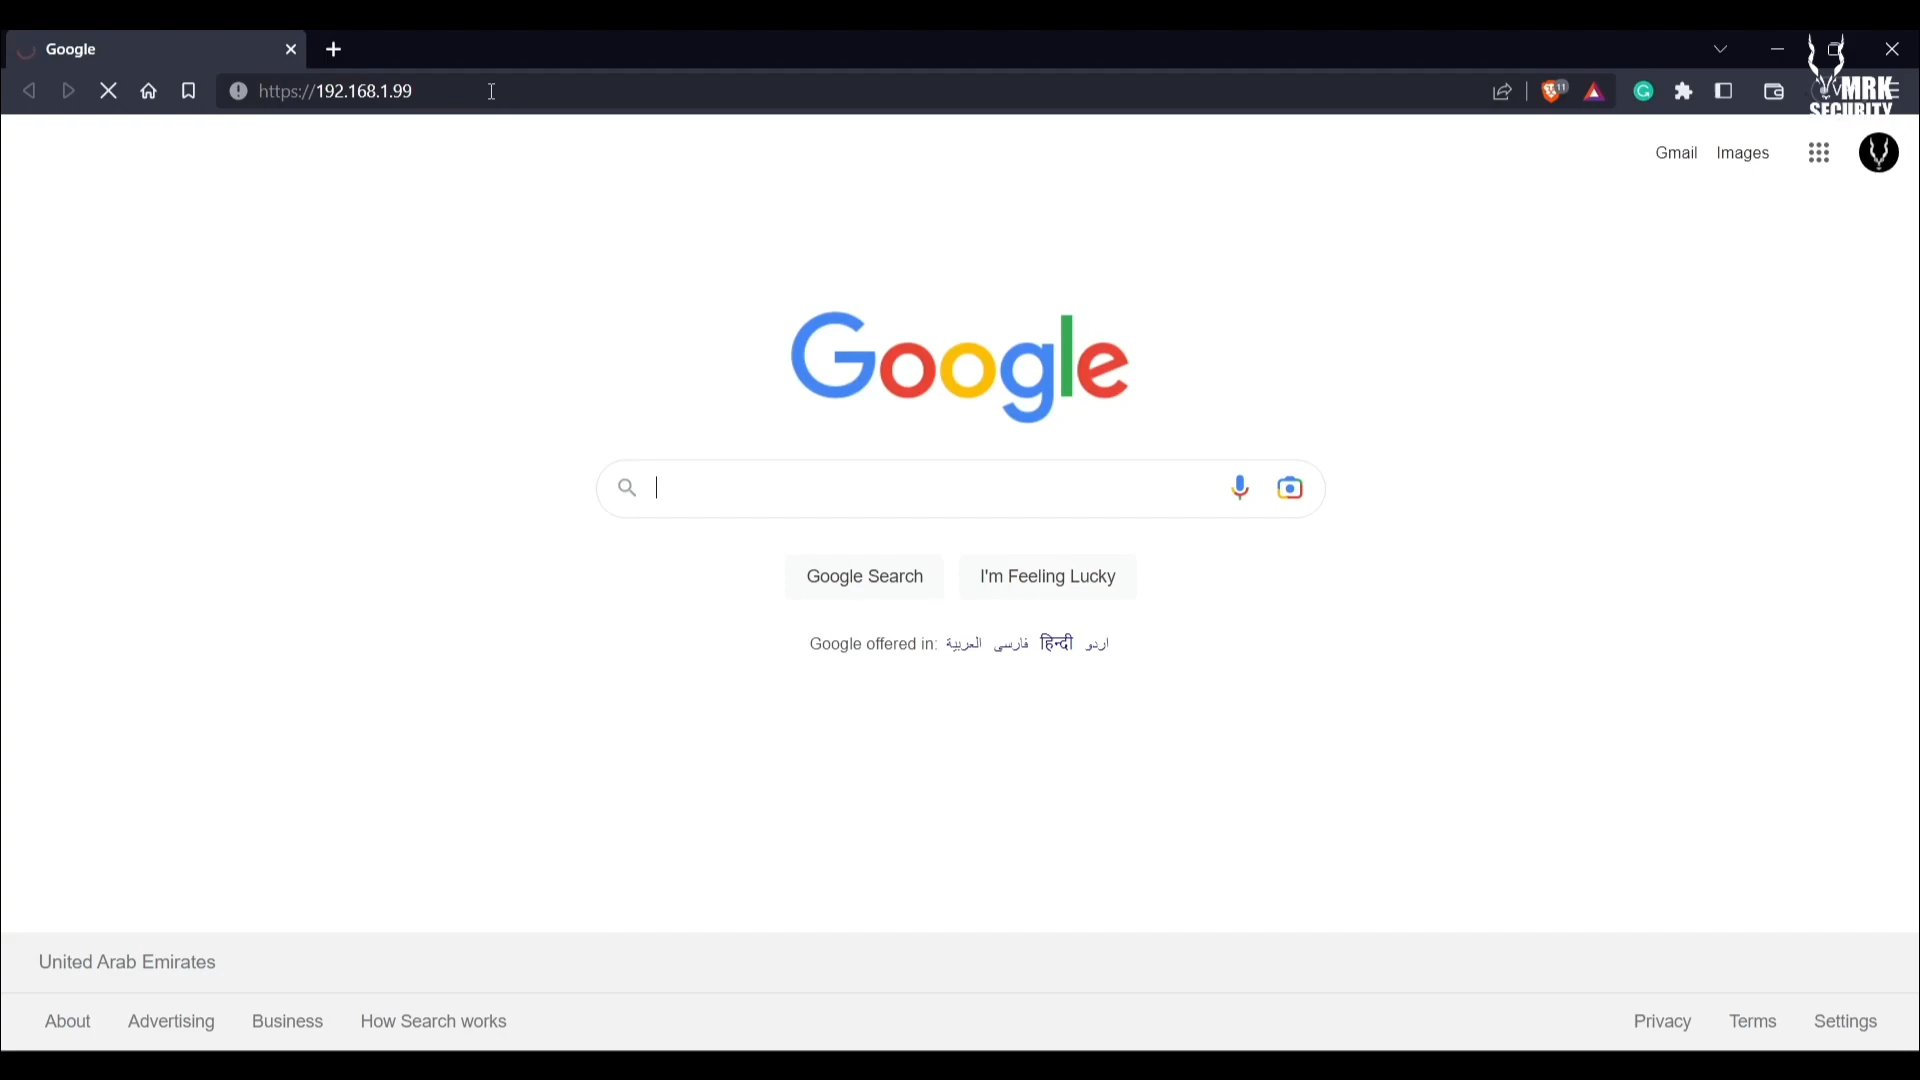 Google
https://192.168.1.99
11
MRK
SECURITY
Gmail Images
Google
Google Search I'm Feeling Lucky
Google offered in: العربية فارسی हिन्दी اردو
United Arab Emirates
About Advertising Business How Search works Privacy Terms Settings